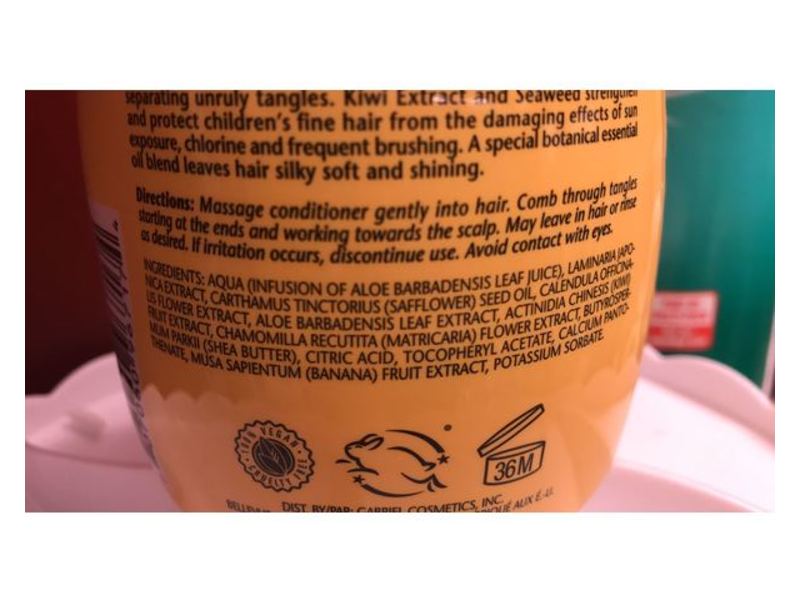 separating unruly tangles. Kiwi Extract and Seaweed strengthen
and protect children's fine hair from the damaging effects of sun
exposure, chlorine and frequent brushing. A special botanical essential
oil blend leaves hair silky soft and shining.
Directions: Massage conditioner gently into hair. Comb through tangles
starting at the ends and working towards the scalp. May leave in hair or rinse
as desired. If irritation occurs, discontinue use. Avoid contact with eyes.
INGREDIENTS: AQUA (INFUSION OF ALOE BARBADENSIS LEAF JUICE), LAMINARIA JAPO-
NICA EXTRACT, CARTHAMUS TINCTORIUS (SAFFLOWER) SEED OIL, CALENDULA OFFICINA-
LIS FLOWER EXTRACT, ALOE BARBADENSIS LEAF EXTRACT, ACTINIDIA CHINESIS (KIWI)
FRUIT EXTRACT, CHAMOMILLA RECUTITA (MATRICARIA) FLOWER EXTRACT, BUTYROSPER-
MUM PARKII (SHEA BUTTER), CITRIC ACID, TOCOPHERYL ACETATE, CALCIUM PANTO-
THENATE, MUSA SAPIENTUM (BANANA) FRUIT EXTRACT, POTASSIUM SORBATE.
100% VEGAN • CRUELTY FREE •
36M
DIST. BY/PAR: GABRIEL COSMETICS, INC.
AUX É.-U.